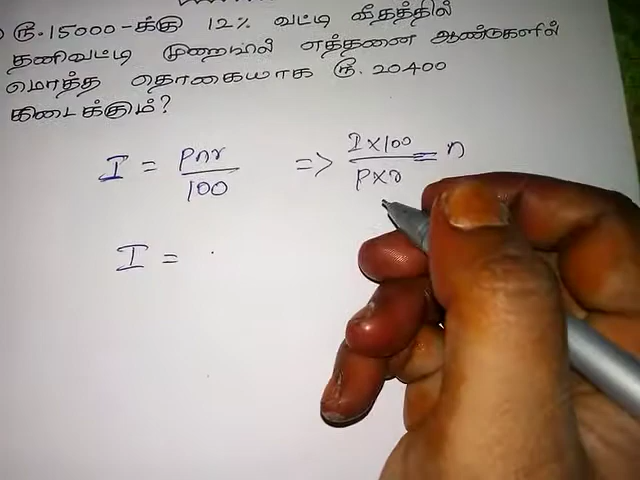 ரூ.15000-க்கு 12% வட்டி வீதத்தில்
தனிவட்டி முறையில் எத்தனை ஆண்டுகளில்
மொத்த தொகையாக ரூ. 20400
கிடைக்கும்?
I = pnr/100 => I×100/p×r = n
I =